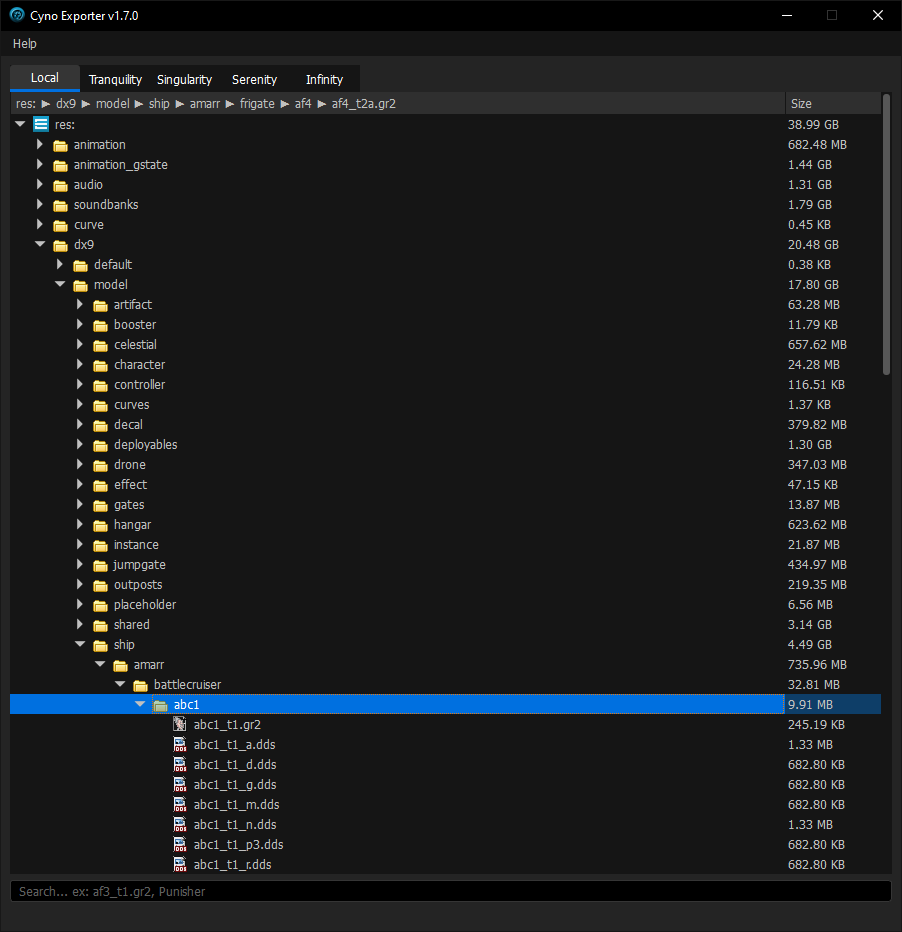 Cyno Exporter v1.7.0
Help
Local Tranquility Singularity Serenity Infinity
res: ▶ dx9 ▶ model ▶ ship ▶ amarr ▶ frigate ▶ af4 ▶ af4_t2a.gr2 Size
res: 38.99 GB
animation 682.48 MB
animation_gstate 1.44 GB
audio 1.31 GB
soundbanks 1.79 GB
curve 0.45 KB
dx9 20.48 GB
default 0.38 KB
model 17.80 GB
artifact 63.28 MB
booster 11.79 KB
celestial 657.62 MB
character 24.28 MB
controller 116.51 KB
curves 1.37 KB
decal 379.82 MB
deployables 1.30 GB
drone 347.03 MB
effect 47.15 KB
gates 13.87 MB
hangar 623.62 MB
instance 21.87 MB
jumpgate 434.97 MB
outposts 219.35 MB
placeholder 6.56 MB
shared 3.14 GB
ship 4.49 GB
amarr 735.96 MB
battlecruiser 32.81 MB
abc1 9.91 MB
abc1_t1.gr2 245.19 KB
abc1_t1_a.dds 1.33 MB
abc1_t1_d.dds 682.80 KB
abc1_t1_g.dds 682.80 KB
abc1_t1_m.dds 682.80 KB
abc1_t1_n.dds 1.33 MB
abc1_t1_p3.dds 682.80 KB
abc1_t1_r.dds 682.80 KB
Search... ex: af3_t1.gr2, Punisher